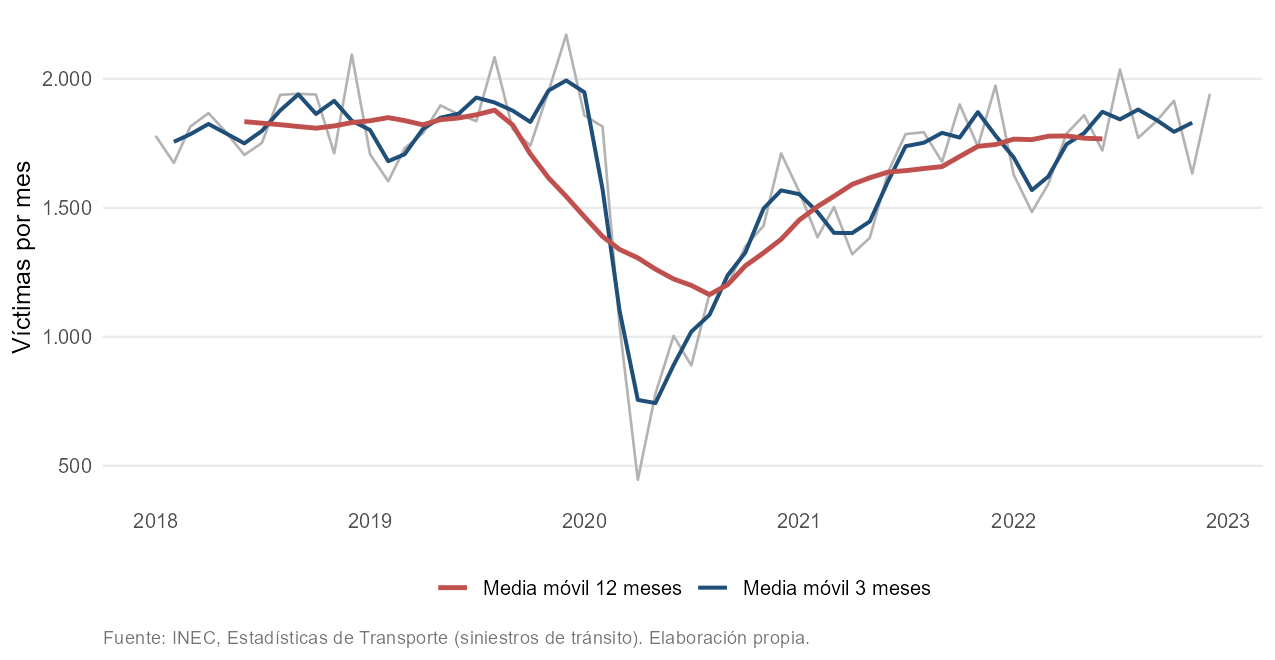 Víctimas por mes
2.000
1.500
1.000
500
2018 2019 2020 2021 2022 2023
Media móvil 12 meses Media móvil 3 meses
Fuente: INEC, Estadísticas de Transporte (siniestros de tránsito). Elaboración propia.